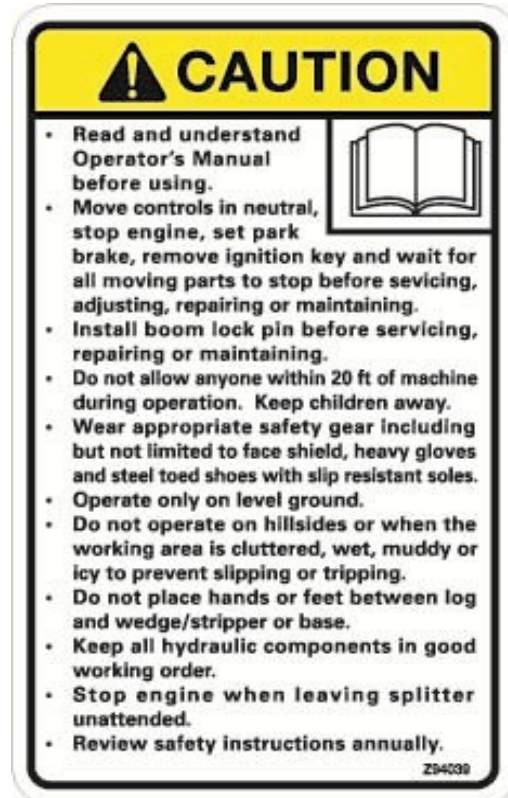 CAUTION
• Read and understand
Operator's Manual
before using.
• Move controls in neutral,
stop engine, set park
brake, remove ignition key and wait for
all moving parts to stop before sevicing,
adjusting, repairing or maintaining.
• Install boom lock pin before servicing,
repairing or maintaining.
• Do not allow anyone within 20 ft of machine
during operation. Keep children away.
• Wear appropriate safety gear including
but not limited to face shield, heavy gloves
and steel toed shoes with slip resistant soles.
• Operate only on level ground.
• Do not operate on hillsides or when the
working area is cluttered, wet, muddy or
icy to prevent slipping or tripping.
• Do not place hands or feet between log
and wedge/stripper or base.
• Keep all hydraulic components in good
working order.
• Stop engine when leaving splitter
unattended.
• Review safety instructions annually.
Z94039